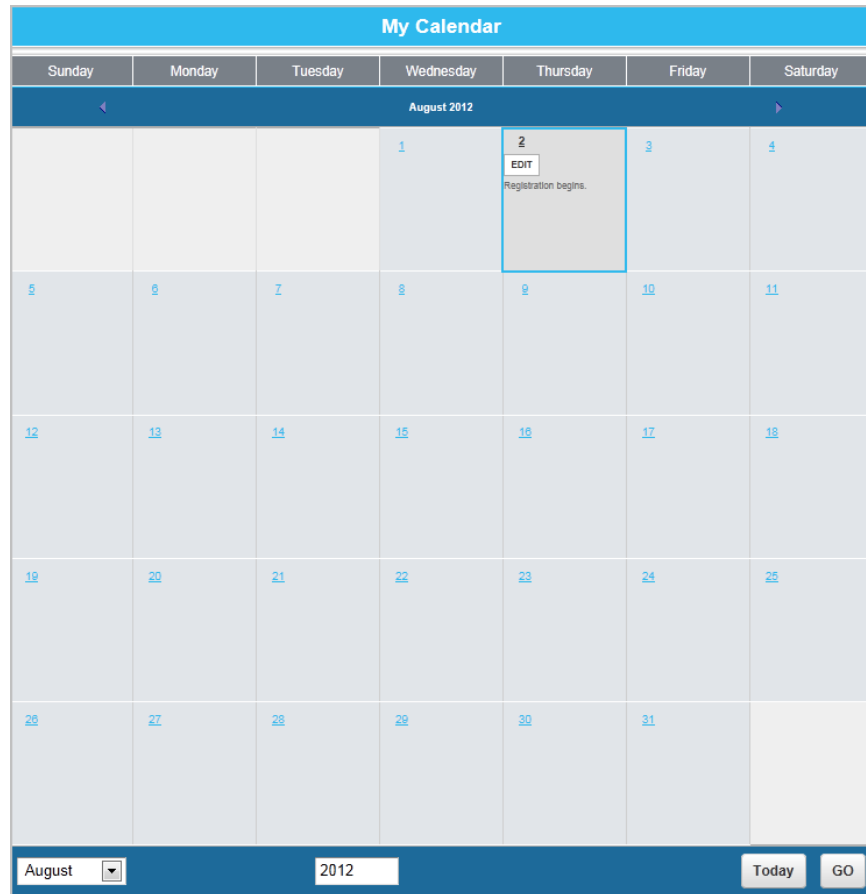 My Calendar
Sunday Monday Tuesday Wednesday Thursday Friday Saturday
August 2012
1 2 3 4
EDIT
Registration begins.
5 6 7 8 9 10 11
12 13 14 15 16 17 18
19 20 21 22 23 24 25
26 27 28 29 30 31
August 2012 Today GO